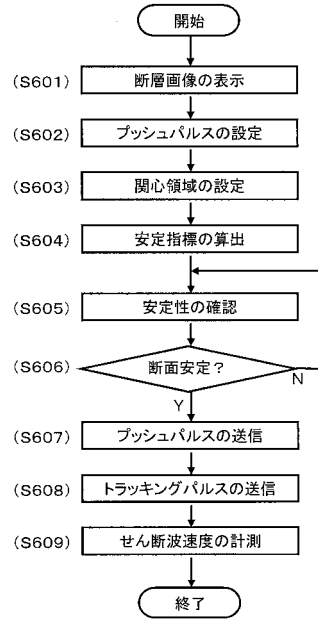 開始
(S601) 断層画像の表示
(S602) プッシュパルスの設定
(S603) 関心領域の設定
(S604) 安定指標の算出
(S605) 安定性の確認
(S606) 断面安定？
N
Y
(S607) プッシュパルスの送信
(S608) トラッキングパルスの送信
(S609) せん断波速度の計測
終了